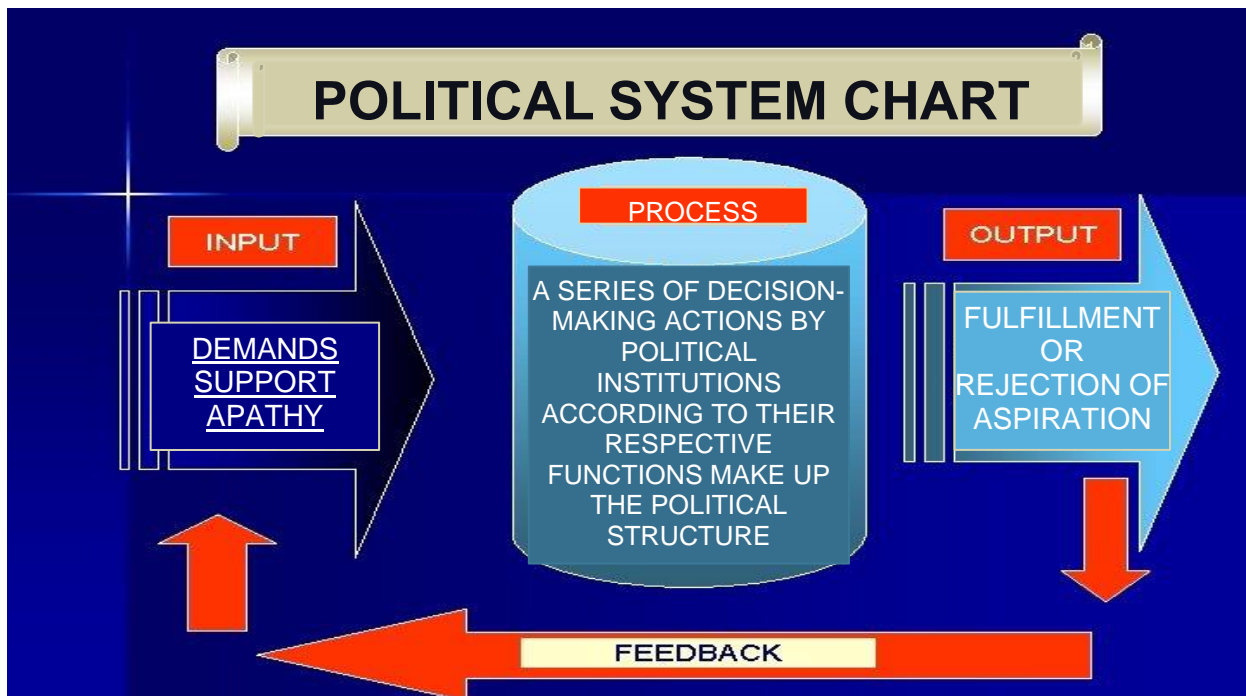 POLITICAL SYSTEM CHART
INPUT
DEMANDS
SUPPORT
APATHY
PROCESS
A SERIES OF DECISION-
MAKING ACTIONS BY
POLITICAL
INSTITUTIONS
ACCORDING TO THEIR
RESPECTIVE
FUNCTIONS MAKE UP
THE POLITICAL
STRUCTURE
OUTPUT
FULFILLMENT
OR
REJECTION OF
ASPIRATION
FEEDBACK